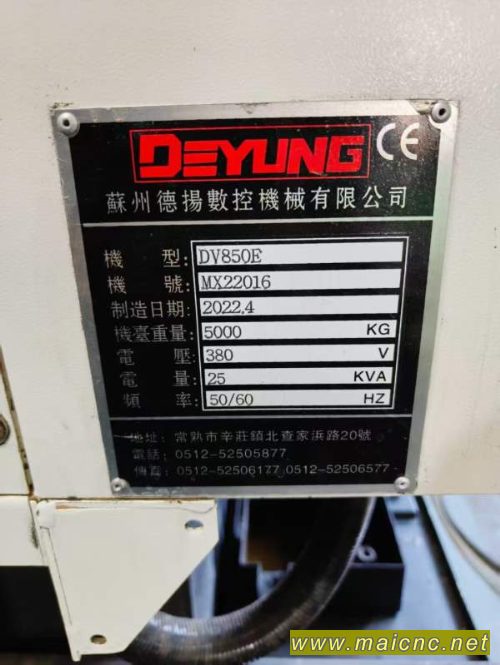 DEYUNG CE
蘇州德揚數控機械有限公司
機 型: DV850E
機 號: MX22016
制造日期: 2022.4
機臺重量: 5000 KG
電 壓: 380 V
電 量: 25 KVA
頻 率: 50/60 HZ
地址: 常熟市辛莊鎮北查家浜路20號
電話: 0512-52505877
傳真: 0512-52506177 0512-52506577
www.maicnc.net